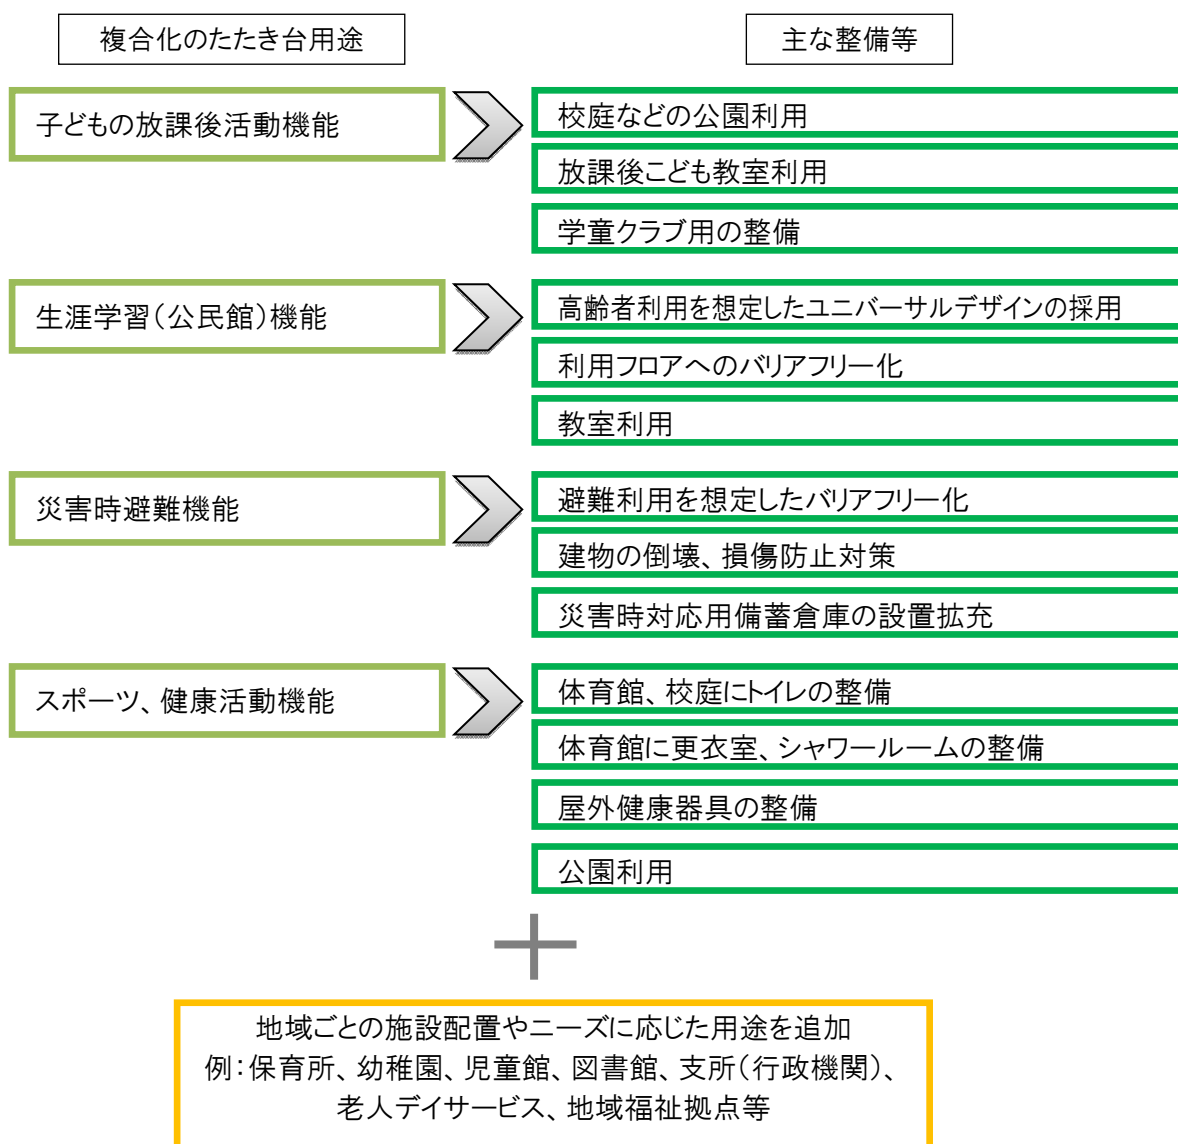 複合化のたたき台用途
主な整備等
子どもの放課後活動機能
校庭などの公園利用
放課後こども教室利用
学童クラブ用の整備
生涯学習(公民館)機能
高齢者利用を想定したユニバーサルデザインの採用
利用フロアへのバリアフリー化
教室利用
災害時避難機能
避難利用を想定したバリアフリー化
建物の倒壊、損傷防止対策
災害時対応用備蓄倉庫の設置拡充
スポーツ、健康活動機能
体育館、校庭にトイレの整備
体育館に更衣室、シャワールームの整備
屋外健康器具の整備
公園利用
地域ごとの施設配置やニーズに応じた用途を追加
例:保育所、幼稚園、児童館、図書館、支所(行政機関)、
老人デイサービス、地域福祉拠点等